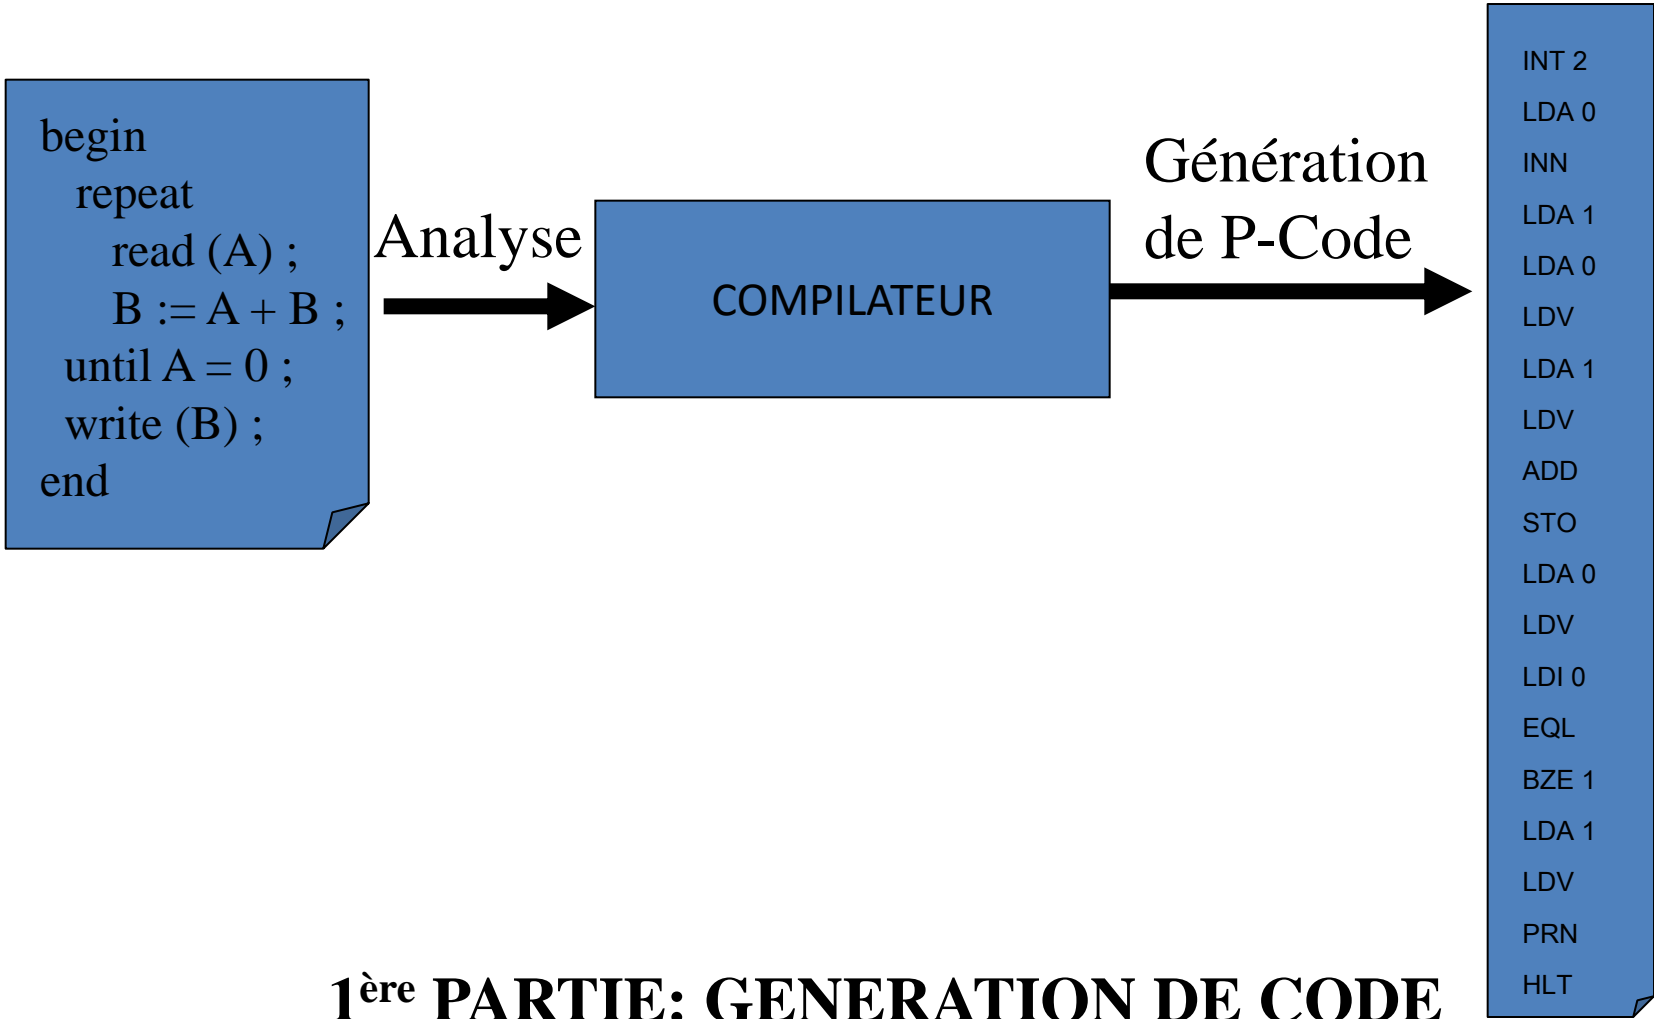 begin
repeat
read (A) ;
B := A + B ;
until A = 0 ;
write (B) ;
end
Analyse
COMPILATEUR
Génération
de P-Code
INT 2
LDA 0
INN
LDA 1
LDA 0
LDV
LDA 1
LDV
ADD
STO
LDA 0
LDV
LDI 0
EQL
BZE 1
LDA 1
LDV
PRN
HLT
1ère PARTIE: GENERATION DE CODE